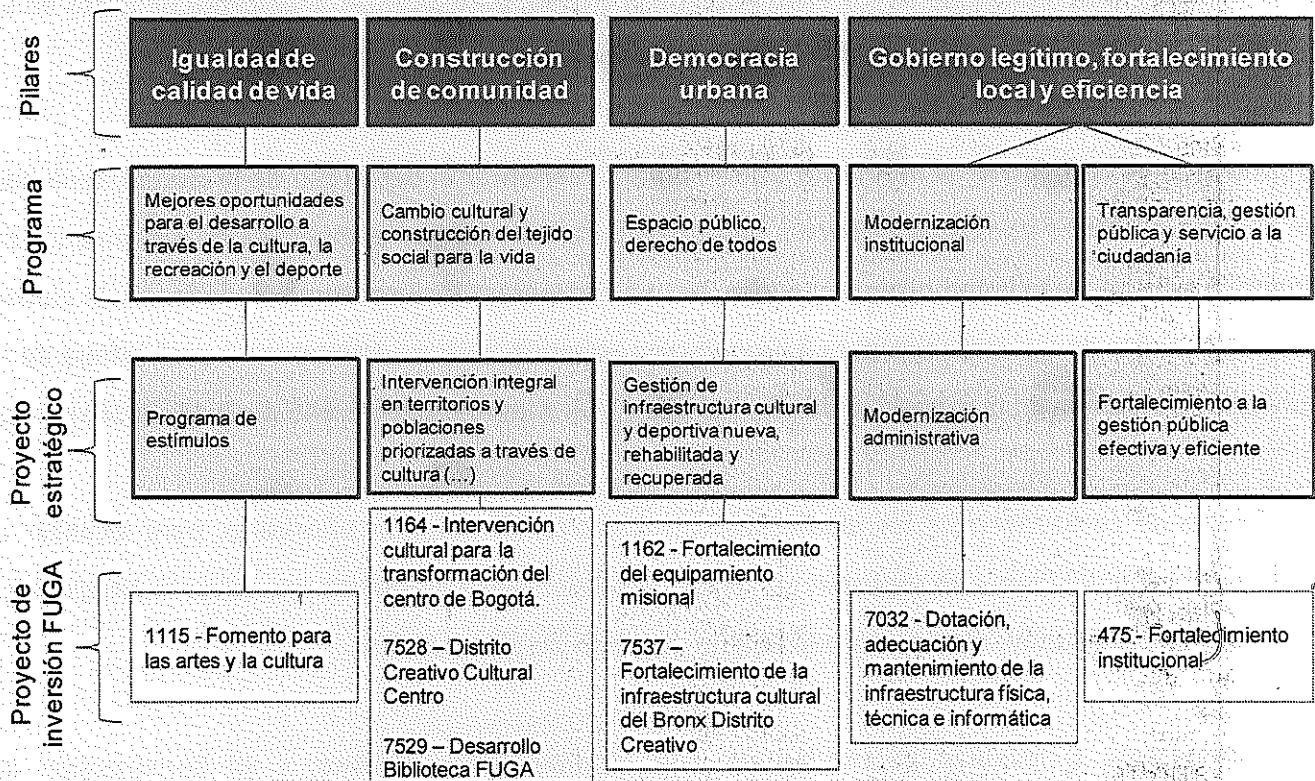 Pilares
Igualdad de
calidad de vida
Construcción
de comunidad
Democracia
urbana
Gobierno legítimo, fortalecimiento
local y eficiencia
Programa
Mejores oportunidades
para el desarrollo a
través de la cultura, la
recreación y el deporte
Cambio cultural y
construcción del tejido
social para la vida
Espacio público,
derecho de todos
Modernización
institucional
Transparencia, gestión
pública y servicio a la
ciudadanía
Proyecto
estratégico
Programa de
estímulos
Intervención integral
en territorios y
poblaciones
priorizadas a través de
cultura (...)
Gestión de
infraestructura cultural
y deportiva nueva,
rehabilitada y
recuperada
Modernización
administrativa
Fortalecimiento a la
gestión pública
efectiva y eficiente
Proyecto de
inversión FUGA
1115 - Fomento para
las artes y la cultura
1164 - Intervención
cultural para la
transformación del
centro de Bogotá.
7528 – Distrito
Creativo Cultural
Centro
7529 – Desarrollo
Biblioteca FUGA
1162 - Fortalecimiento
del equipamiento
misional
7537 –
Fortalecimiento de la
infraestructura cultural
del Bronx Distrito
Creativo
7032 - Dotación,
adecuación y
mantenimiento de la
infraestructura física,
técnica e informática
475 - Fortalecimiento
institucional